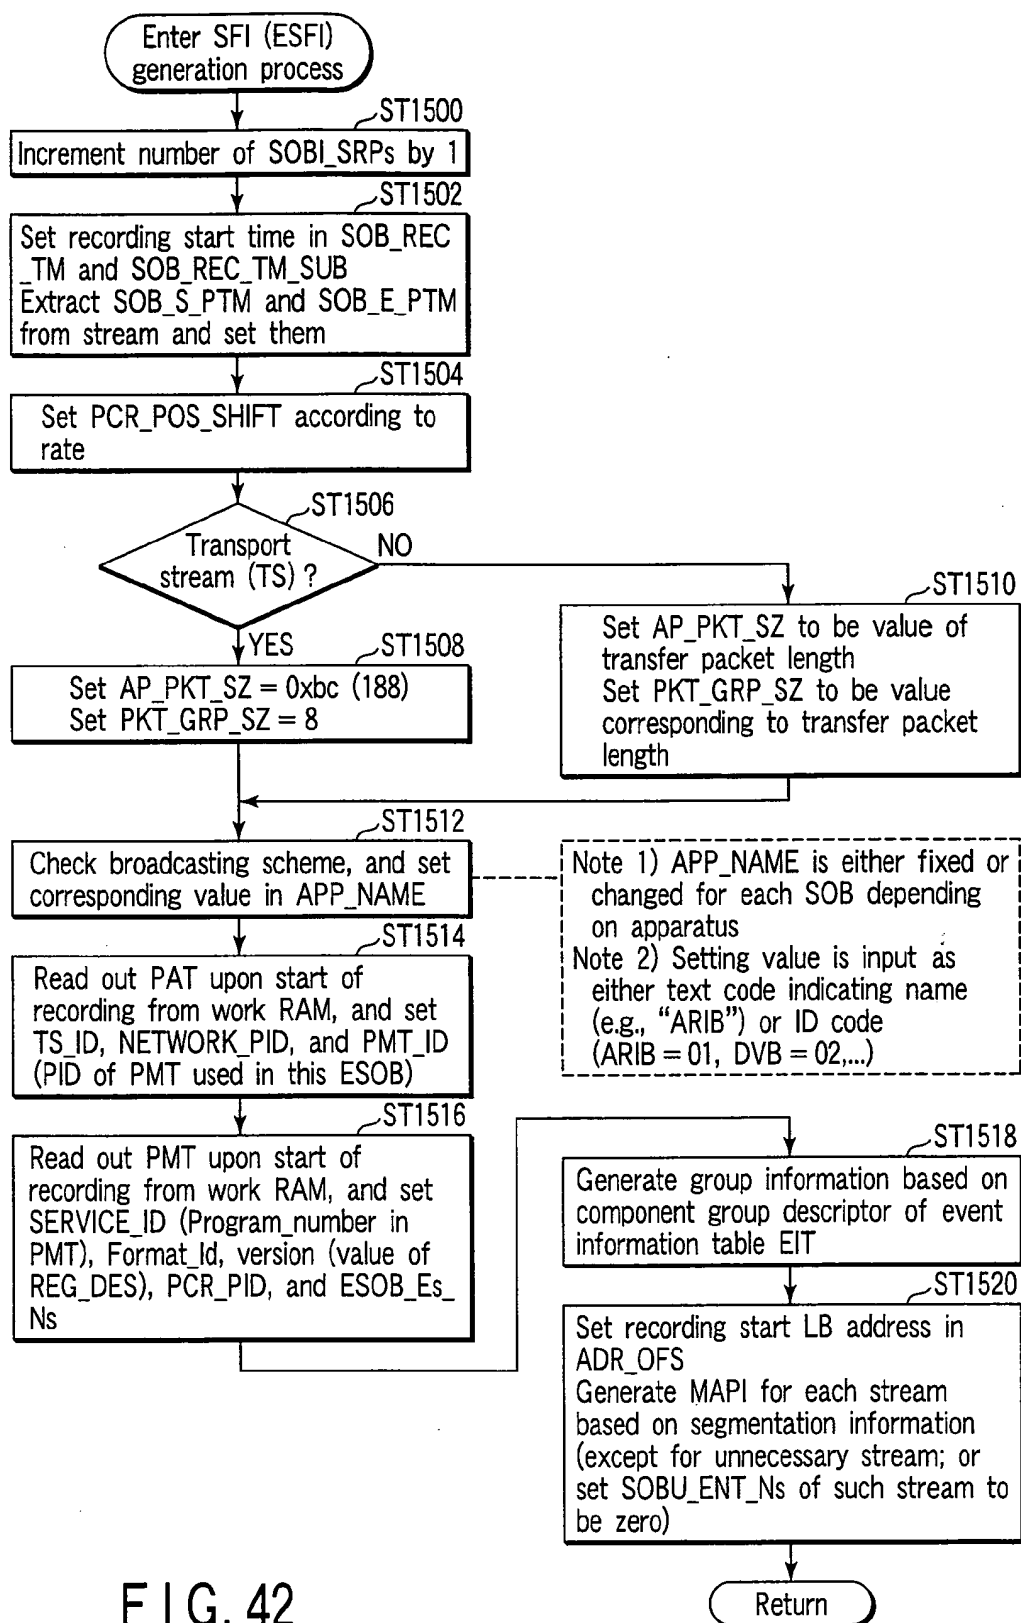 Enter SFI (ESFI)
generation process
ST1500
Increment number of SOBI_SRPs by 1
ST1502
Set recording start time in SOB_REC
_TM and SOB_REC_TM_SUB
Extract SOB_S_PTM and SOB_E_PTM
from stream and set them
ST1504
Set PCR_POS_SHIFT according to
rate
ST1506
Transport
stream (TS) ?
NO
YES
ST1508
Set AP_PKT_SZ = 0xbc (188)
Set PKT_GRP_SZ = 8
ST1510
Set AP_PKT_SZ to be value of
transfer packet length
Set PKT_GRP_SZ to be value
corresponding to transfer packet
length
ST1512
Check broadcasting scheme, and set
corresponding value in APP_NAME
Note 1) APP_NAME is either fixed or
changed for each SOB depending
on apparatus
Note 2) Setting value is input as
either text code indicating name
(e.g., “ARIB”) or ID code
(ARIB = 01, DVB = 02,...)
ST1514
Read out PAT upon start of
recording from work RAM, and set
TS_ID, NETWORK_PID, and PMT_ID
(PID of PMT used in this ESOB)
ST1516
Read out PMT upon start of
recording from work RAM, and set
SERVICE_ID (Program_number in
PMT), Format_Id, version (value of
REG_DES), PCR_PID, and ESOB_Es_
Ns
ST1518
Generate group information based on
component group descriptor of event
information table EIT
ST1520
Set recording start LB address in
ADR_OFS
Generate MAPI for each stream
based on segmentation information
(except for unnecessary stream; or
set SOBU_ENT_Ns of such stream to
be zero)
Return
FIG. 42